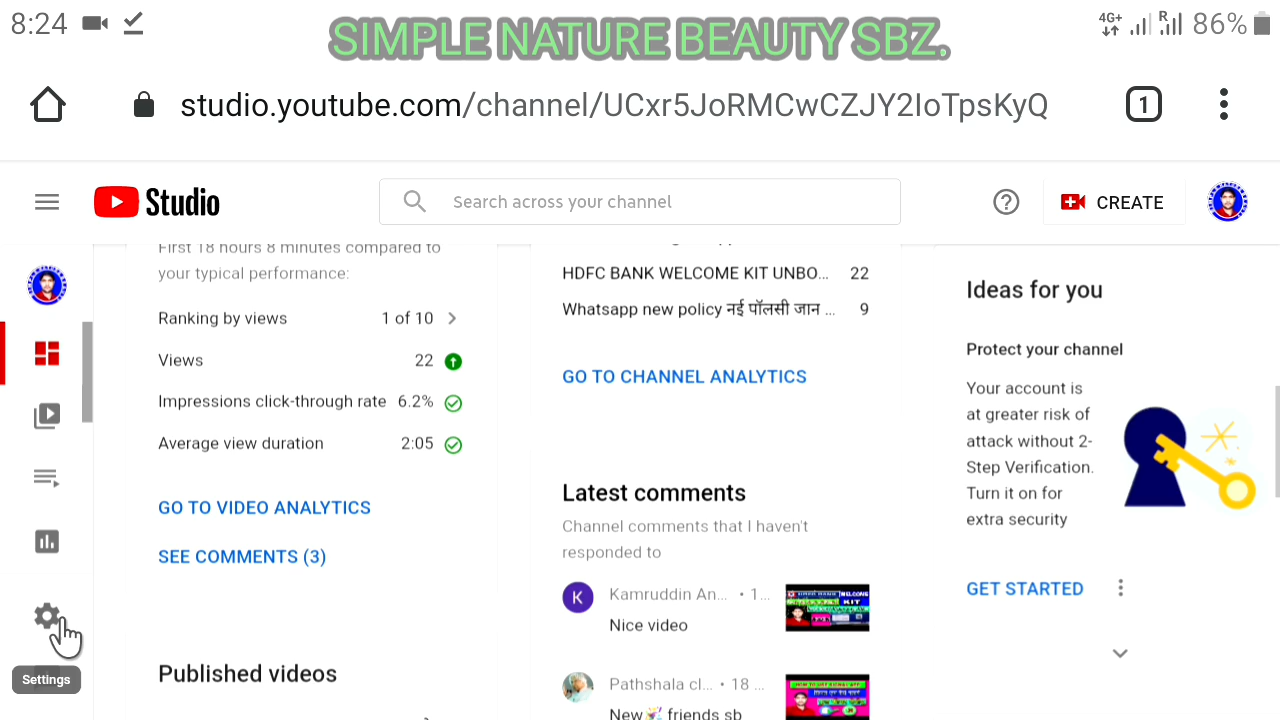 8:24
SIMPLE NATURE BEAUTY SBZ.
4G+ R 86%
studio.youtube.com/channel/UCxr5JoRMCwCZJY2IoTpsKyQ
1
Studio
Search across your channel
CREATE
First 18 hours 8 minutes compared to
your typical performance:
Ranking by views 1 of 10
Views 22
Impressions click-through rate 6.2%
Average view duration 2:05
GO TO VIDEO ANALYTICS
SEE COMMENTS (3)
Published videos
HDFC BANK WELCOME KIT UNBO... 22
Whatsapp new policy नई पॉलसी जान ... 9
GO TO CHANNEL ANALYTICS
Latest comments
Channel comments that I haven't
responded to
K
Kamruddin An... • 1...
Nice video
Pathshala cl... • 18 ...
New🎉 friends sb
Ideas for you
Protect your channel
Your account is
at greater risk of
attack without 2-
Step Verification.
Turn it on for
extra security
GET STARTED
Settings